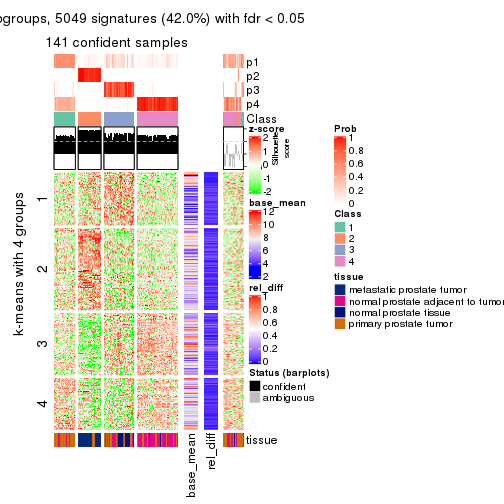 ogroups, 5049 signatures (42.0%) with fdr < 0.05
141 confident samples
p1
p2
p3
p4
Class
z-score
2
1
0
-1
-2
Silhouette
score
base_mean
12
10
8
6
4
2
rel_diff
1
0.8
0.6
0.4
0.2
0
Status (barplots)
confident
ambiguous
Prob
1
0.8
0.6
0.4
0.2
0
Class
1
2
3
4
tissue
metastatic prostate tumor
normal prostate adjacent to tumor
normal prostate tissue
primary prostate tumor
k-means with 4 groups
1
2
3
4
base_mean
rel_diff
tissue